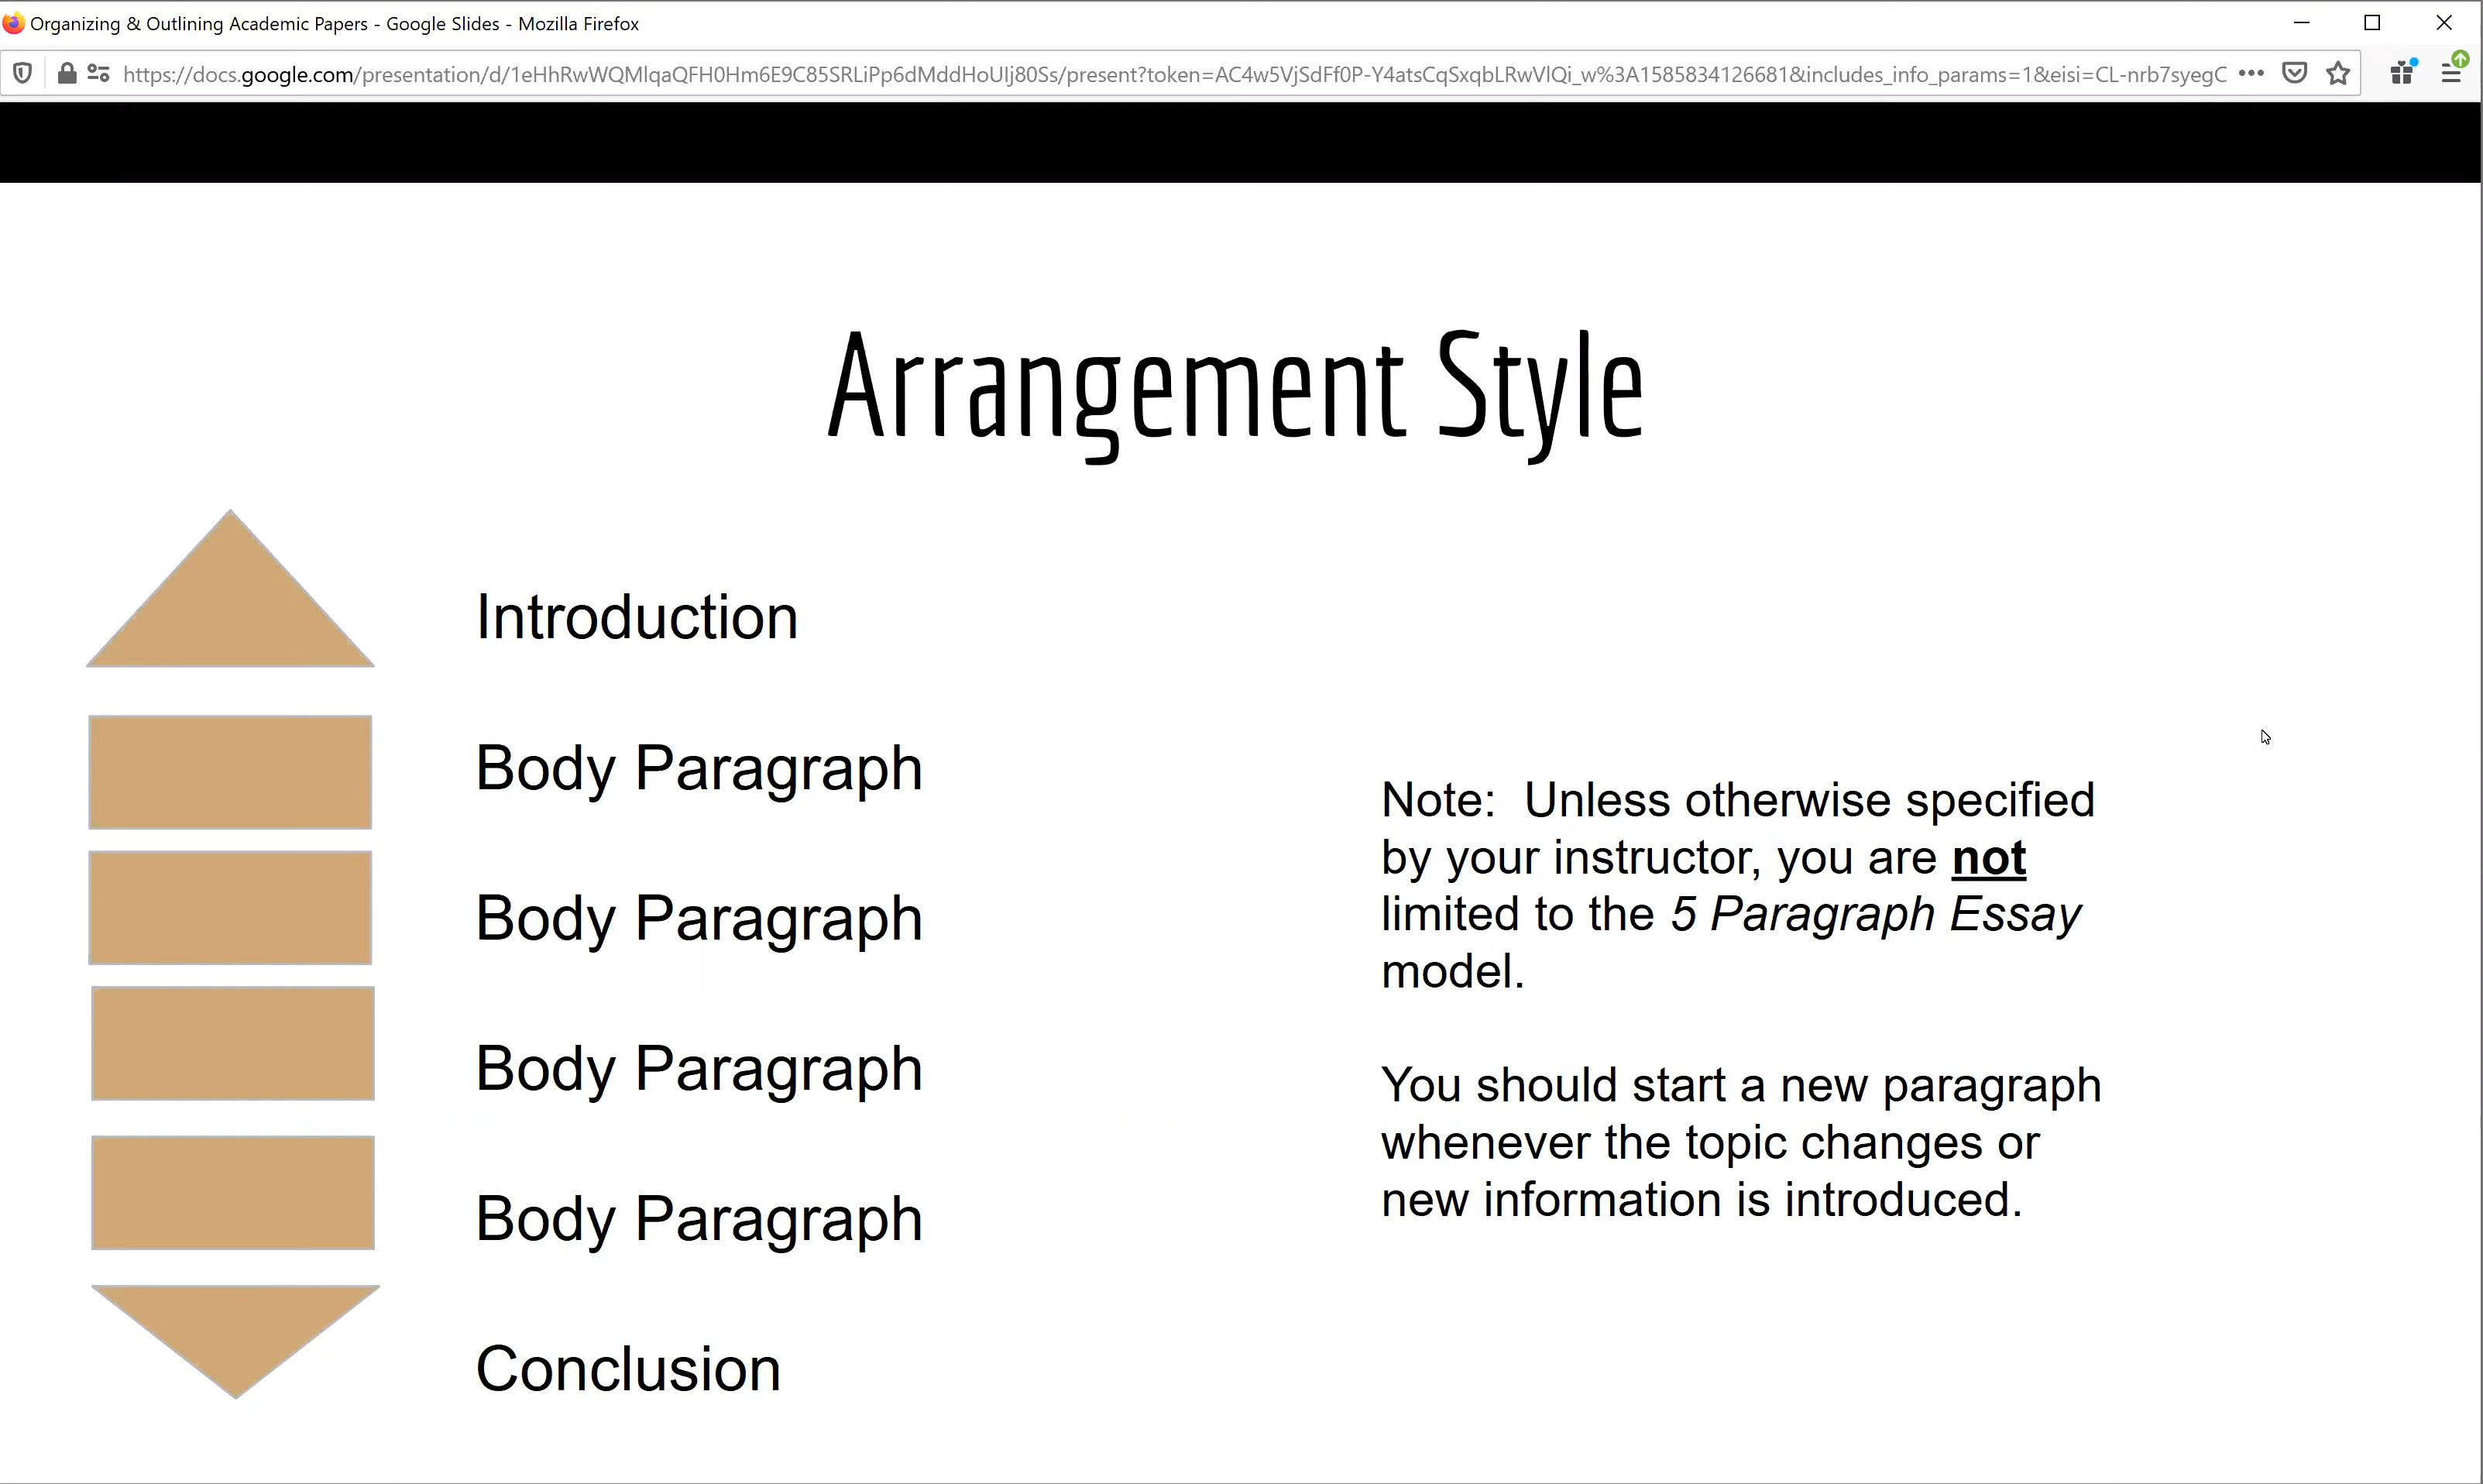 Organizing & Outlining Academic Papers - Google Slides - Mozilla Firefox
https://docs.google.com/presentation/d/1eHhRwWQMlqaQFH0Hm6E9C85SRLiPp6dMddHoUIj80Ss/present?token=AC4w5VjSdFf0P-Y4atsCqSxqbLRwVlQi_w%3A1585834126681&includes_info_params=1&eisi=CL-nrb7syegC
Arrangement Style
Introduction
Body Paragraph
Body Paragraph
Body Paragraph
Body Paragraph
Conclusion
Note:  Unless otherwise specified
by your instructor, you are not
limited to the 5 Paragraph Essay
model.
You should start a new paragraph
whenever the topic changes or
new information is introduced.